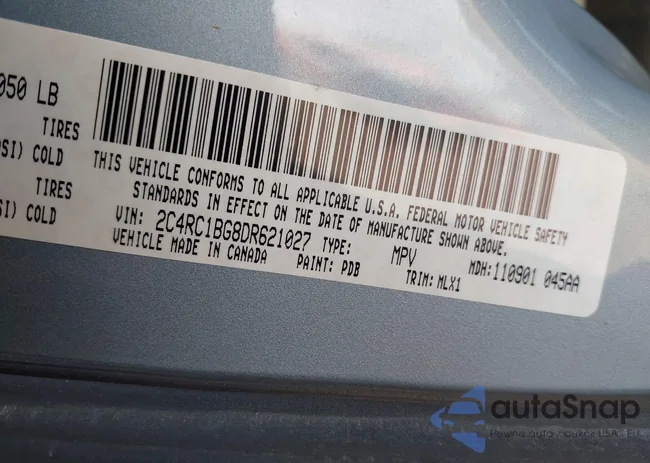 050 LB
TIRES
SI) COLD
TIRES
SI) COLD
THIS VEHICLE CONFORMS TO ALL APPLICABLE U.S.A. FEDERAL MOTOR VEHICLE SAFETY
STANDARDS IN EFFECT ON THE DATE OF MANUFACTURE SHOWN ABOVE.
VIN: 2C4RC1BG8DR621027 TYPE: MPV MDH: 110901 045AA
VEHICLE MADE IN CANADA PAINT: PDB TRIM: MLX1
autoSnap